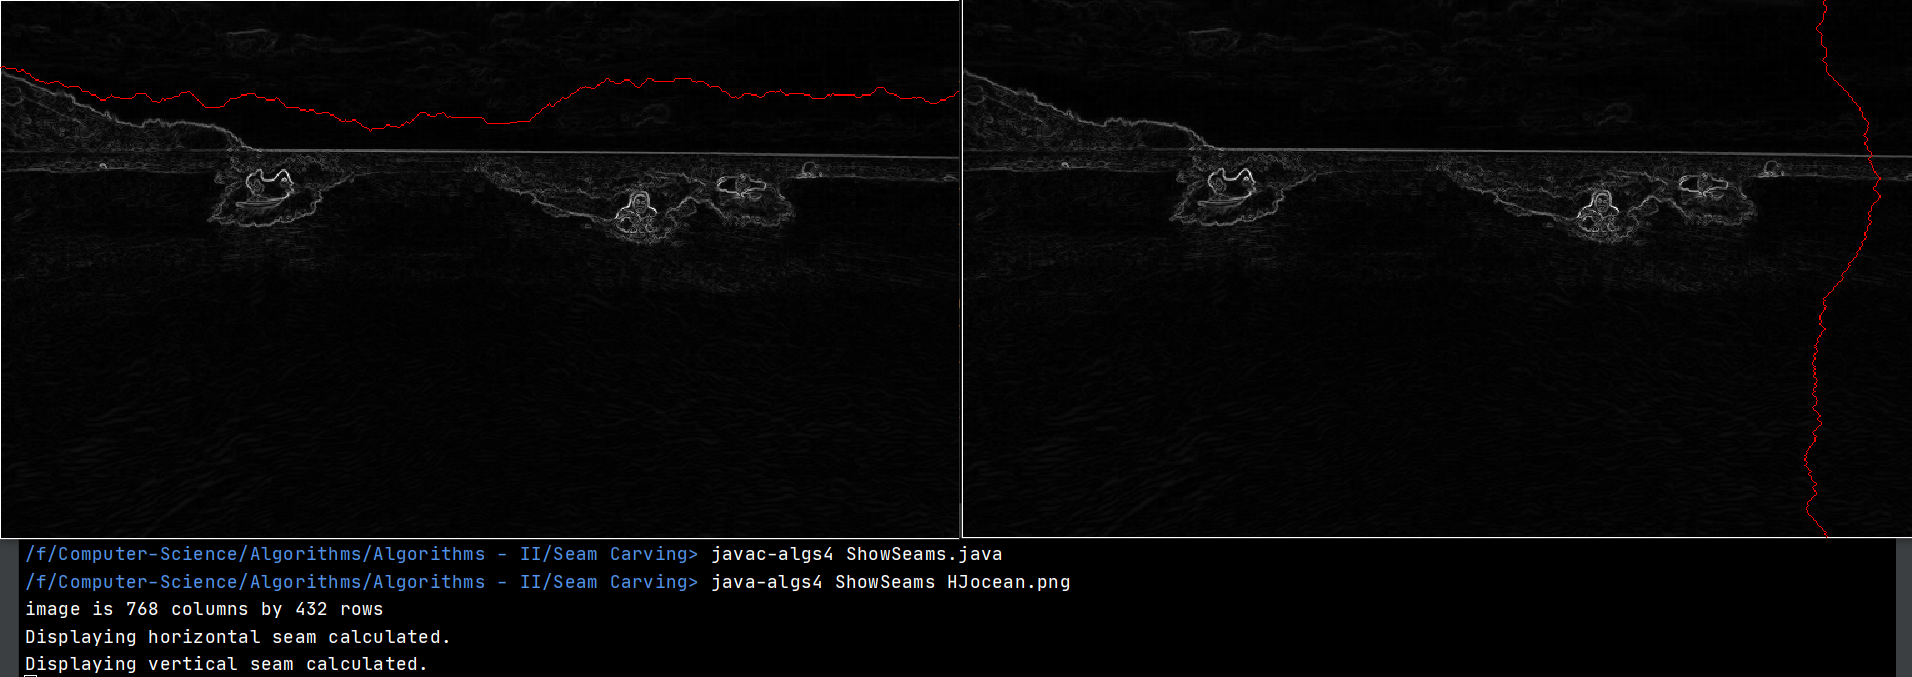 /f/Computer-Science/Algorithms/Algorithms - II/Seam Carving> javac-algs4 ShowSeams.java
/f/Computer-Science/Algorithms/Algorithms - II/Seam Carving> java-algs4 ShowSeams HJocean.png
image is 768 columns by 432 rows
Displaying horizontal seam calculated.
Displaying vertical seam calculated.